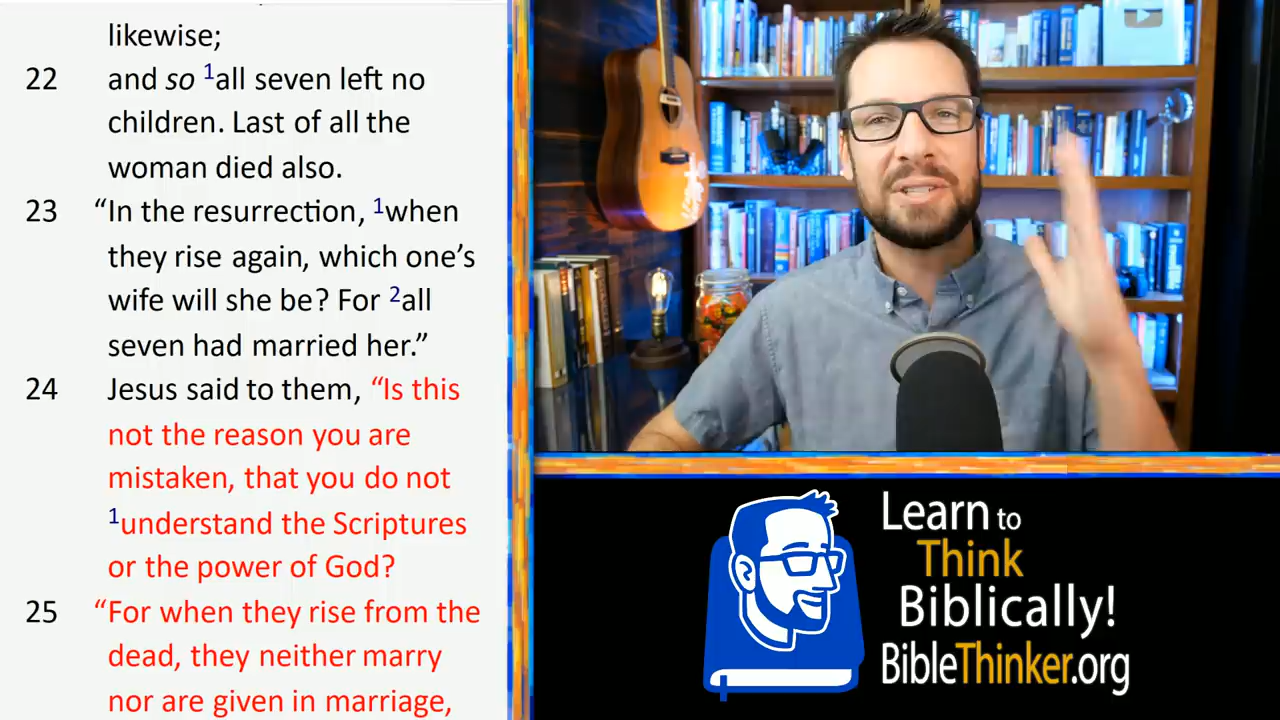 likewise;
22 and so 1all seven left no
children. Last of all the
woman died also.
23 “In the resurrection, 1when
they rise again, which one’s
wife will she be? For 2all
seven had married her.”
24 Jesus said to them, “Is this
not the reason you are
mistaken, that you do not
1understand the Scriptures
or the power of God?
25 “For when they rise from the
dead, they neither marry
nor are given in marriage,
Learn to
Think
Biblically!
BibleThinker.org